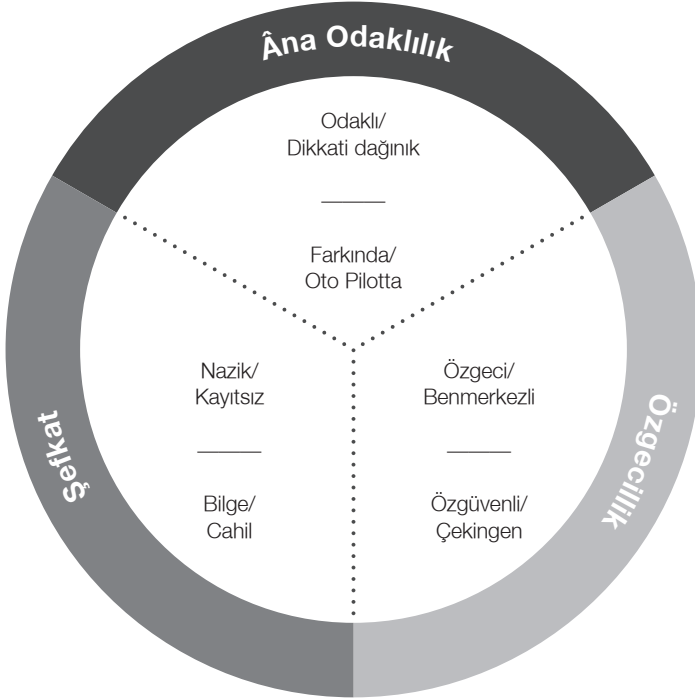 Âna Odaklılık
Odaklı/
Dikkati dağınık
Farkında/
Oto Pilotta
Şefkat
Nazik/
Kayıtsız
Bilge/
Cahil
Özgecillik
Özgeci/
Benmerkezli
Özgüvenli/
Çekingen